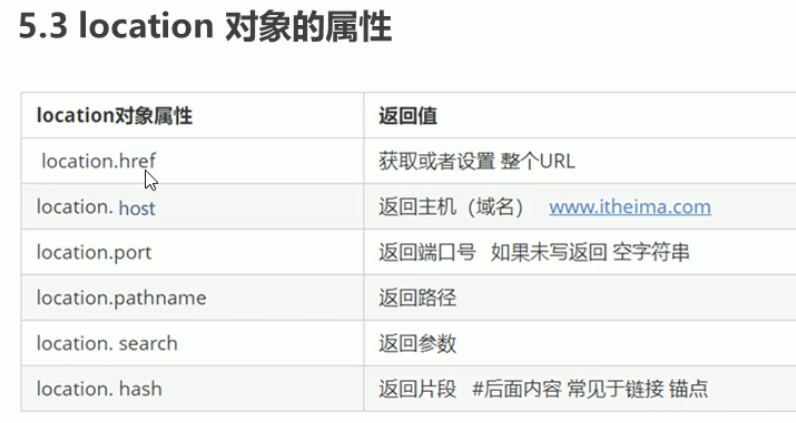 5.3 location 对象的属性
location对象属性 返回值
location.href 获取或者设置 整个URL
location. host 返回主机（域名） www.itheima.com
location.port 返回端口号 如果未写返回 空字符串
location.pathname 返回路径
location. search 返回参数
location. hash 返回片段 #后面内容 常见于链接 锚点